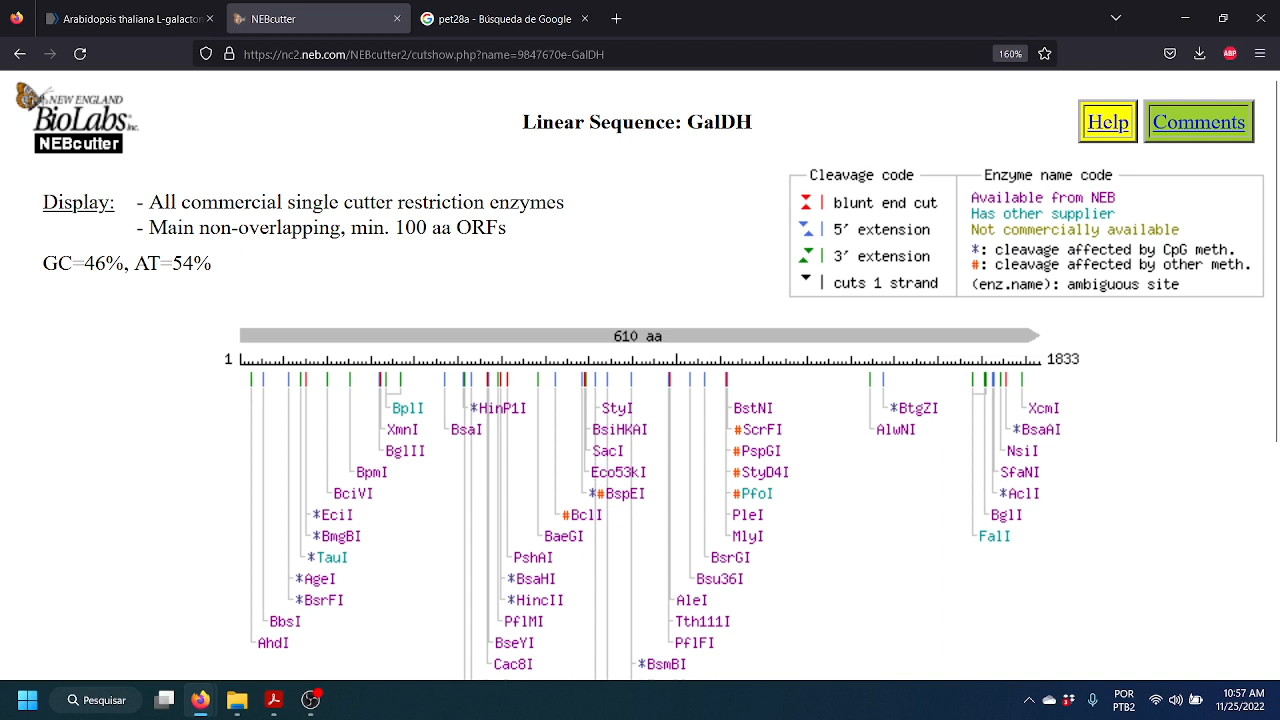 Arabidopsis thaliana L-galacton
NEBcutter
pet28a - Pesquisa de Google
https://nc2.neb.com/NEBcutter2/cutshow.php?name=9847670e-GalDH
160%
ABP
NEW ENGLAND
BioLabs Inc.
NEBcutter
Linear Sequence: GalDH
Help
Comments
Display: - All commercial single cutter restriction enzymes
- Main non-overlapping, min. 100 aa ORFs
GC=46%, AT=54%
Cleavage code
blunt end cut
5′ extension
3′ extension
cuts 1 strand
Enzyme name code
Available from NEB
Has other supplier
Not commercially available
*: cleavage affected by CpG meth.
#: cleavage affected by other meth.
(enz.name): ambiguous site
610 aa
1 1833
BplI *HinP1I StyI BstNI *BtgZI XcmI
XmnI BsaI BsiHKAI #ScrFI AlwNI *BsaAI
BglII SacI #PspGI NsiI
BpmI Eco53kI #StyD4I SfaNI
BciVI *#BspEI #PfoI *AclI
*EciI #BclI PleI BglI
*BmgBI BaeGI MlyI FalI
*TauI PshAI BsrGI
*AgeI *BsaHI Bsu36I
*BsrFI *HincII AleI
BbsI PflMI Tth111I
AhdI BseYI PflFI
Cac8I *BsmBI
Pesquisar
POR
PTB2
10:57 AM
11/25/2022